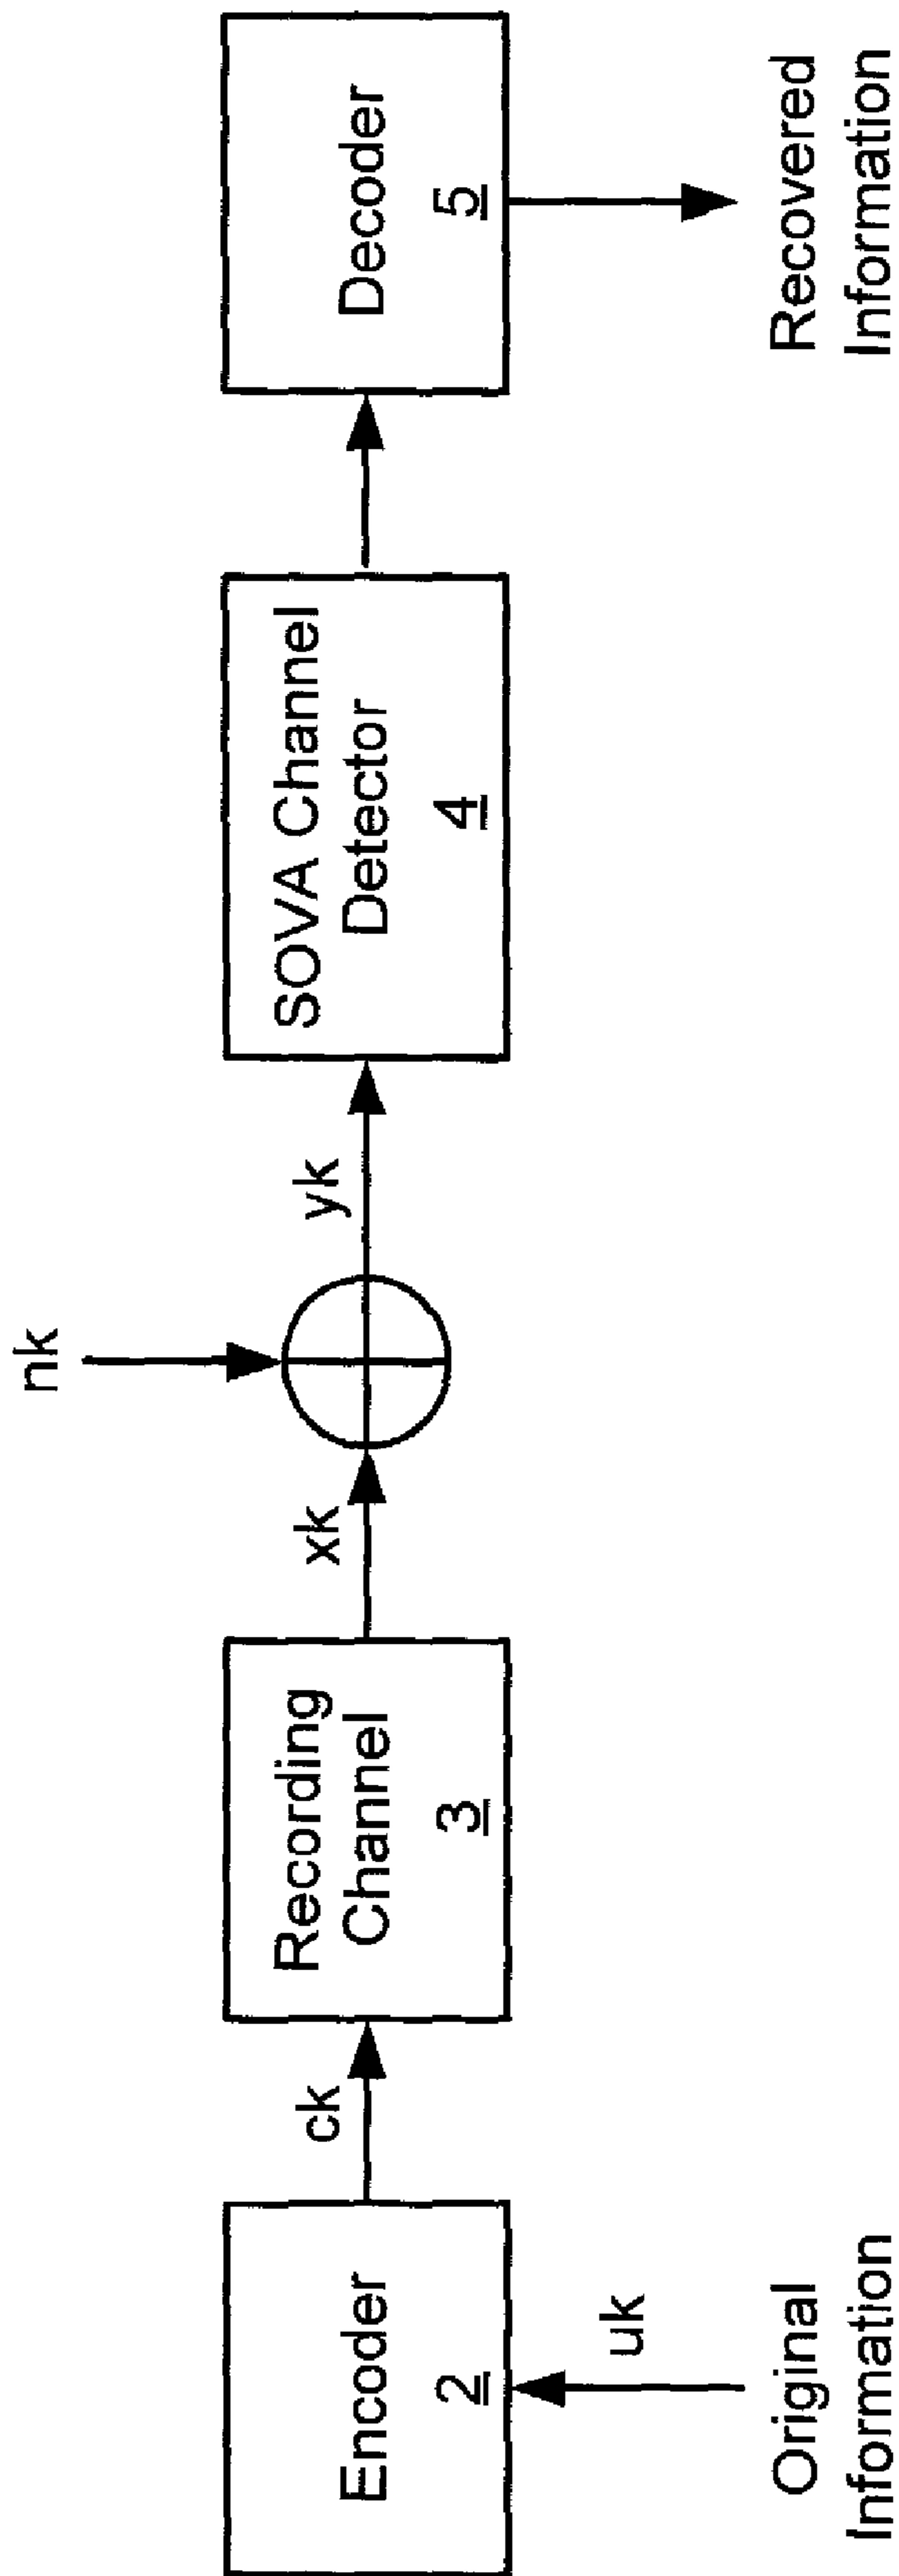 nk
Encoder
2
ck
Recording
Channel
3
xk
yk
SOVA Channel
Detector
4
Decoder
5
uk
Original
Information
Recovered
Information